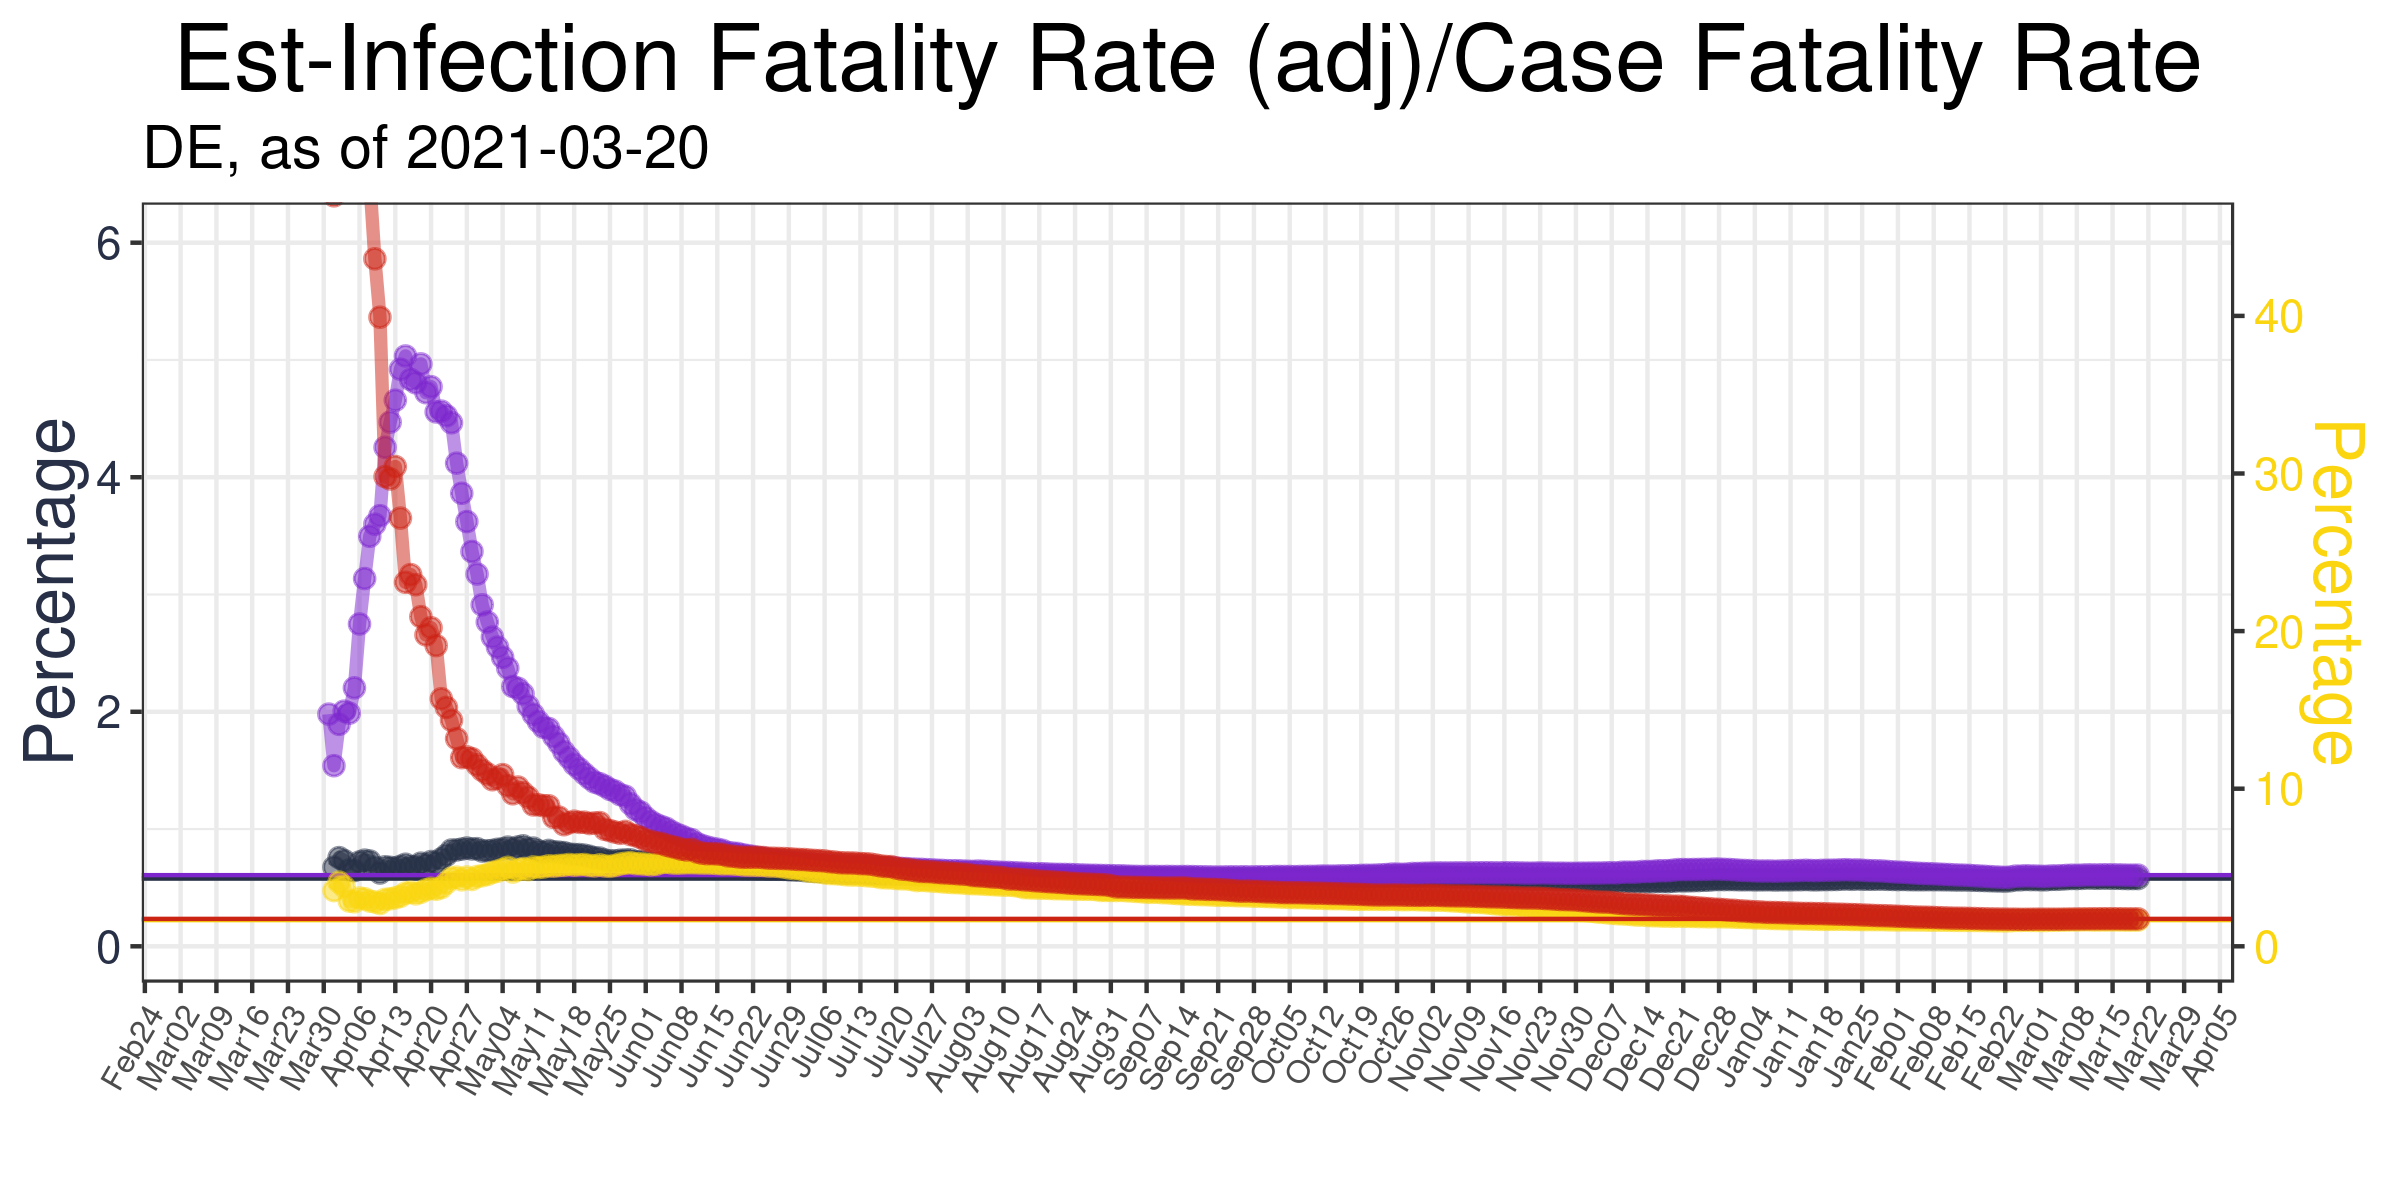 Est-Infection Fatality Rate (adj)/Case Fatality Rate
DE, as of 2021-03-20
Percentage
6
4
2
0
40
30
20
10
0
Percentage
Feb24
Mar02
Mar09
Mar16
Mar23
Mar30
Apr06
Apr13
Apr20
Apr27
May04
May11
May18
May25
Jun01
Jun08
Jun15
Jun22
Jun29
Jul06
Jul13
Jul20
Jul27
Aug03
Aug10
Aug17
Aug24
Aug31
Sep07
Sep14
Sep21
Sep28
Oct05
Oct12
Oct19
Oct26
Nov02
Nov09
Nov16
Nov23
Nov30
Dec07
Dec14
Dec21
Dec28
Jan04
Jan11
Jan18
Jan25
Feb01
Feb08
Feb15
Feb22
Mar01
Mar08
Mar15
Mar22
Mar29
Apr05